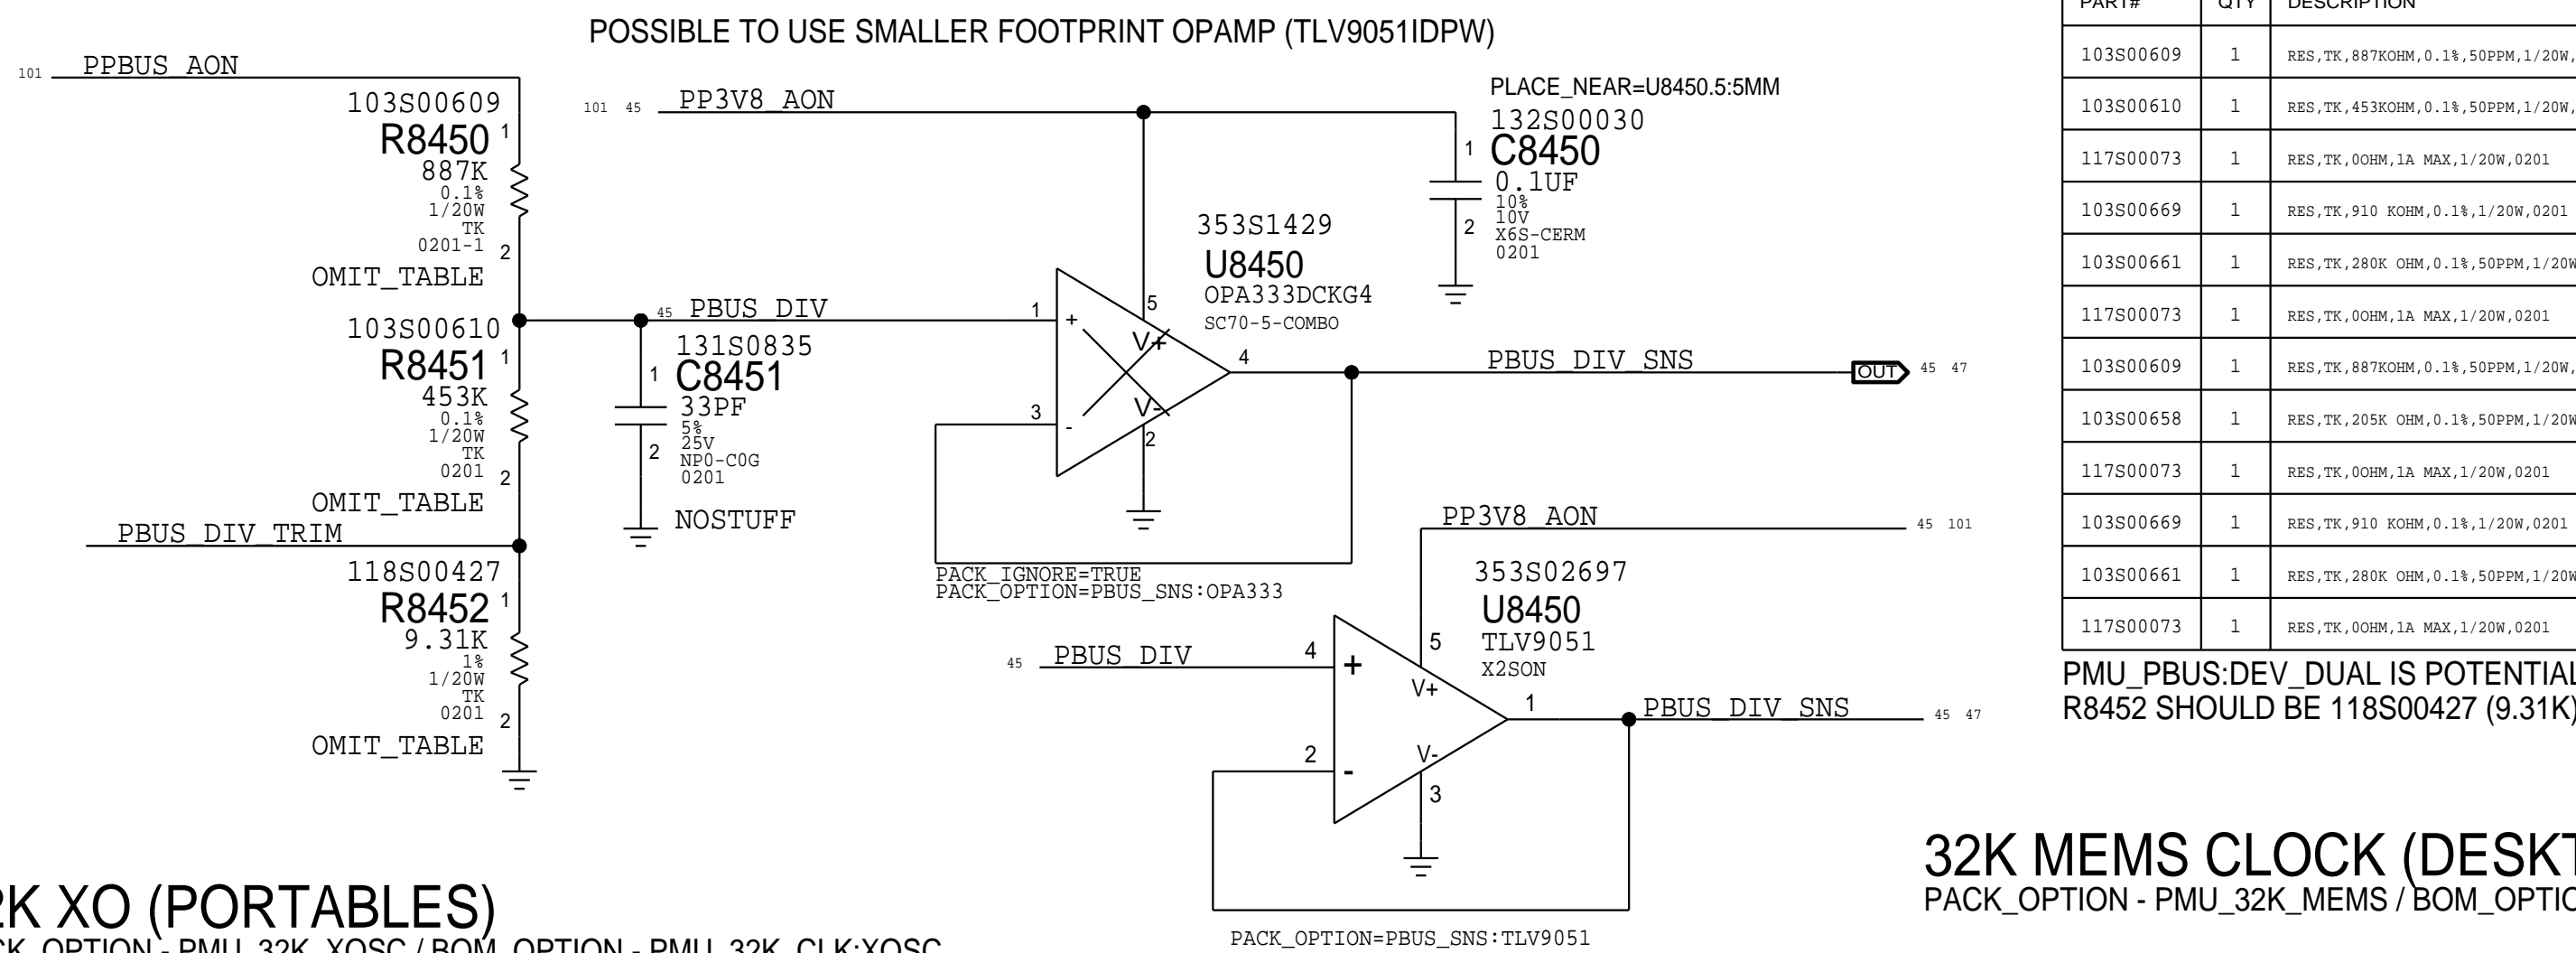 POSSIBLE TO USE SMALLER FOOTPRINT OPAMP (TLV9051IDPW)
101 PPBUS_AON
103S00609
R8450 1
887K
0.1%
1/20W
TK
0201-1
2
OMIT_TABLE
103S00610
R8451 1
453K
0.1%
1/20W
TK
0201
2
OMIT_TABLE
PBUS_DIV_TRIM
118S00427
R8452 1
9.31K
1%
1/20W
TK
0201
2
OMIT_TABLE
45 PBUS_DIV
131S0835
1 C8451
33PF
5%
25V
2 NP0-C0G
0201
NOSTUFF
101 45 PP3V8_AON
PLACE_NEAR=U8450.5:5MM
132S00030
1 C8450
0.1UF
10%
10V
2 X6S-CERM
0201
353S1429
U8450
OPA333DCKG4
SC70-5-COMBO
1 + 5
V+
4
3 - V-
2
PBUS_DIV_SNS OUT 45 47
PACK_IGNORE=TRUE
PACK_OPTION=PBUS_SNS:OPA333
PP3V8_AON 45 101
353S02697
U8450
TLV9051
X2SON
45 PBUS_DIV 4 + 5
V+
1 PBUS_DIV_SNS 45 47
2 - V-
3
PACK_OPTION=PBUS_SNS:TLV9051
PART# QTY DESCRIPTION
103S00609 1 RES,TK,887KOHM,0.1%,50PPM,1/20W,
103S00610 1 RES,TK,453KOHM,0.1%,50PPM,1/20W,
117S00073 1 RES,TK,0OHM,1A MAX,1/20W,0201
103S00669 1 RES,TK,910 KOHM,0.1%,1/20W,0201
103S00661 1 RES,TK,280K OHM,0.1%,50PPM,1/20W
117S00073 1 RES,TK,0OHM,1A MAX,1/20W,0201
103S00609 1 RES,TK,887KOHM,0.1%,50PPM,1/20W,
103S00658 1 RES,TK,205K OHM,0.1%,50PPM,1/20W
117S00073 1 RES,TK,0OHM,1A MAX,1/20W,0201
103S00669 1 RES,TK,910 KOHM,0.1%,1/20W,0201
103S00661 1 RES,TK,280K OHM,0.1%,50PPM,1/20W
117S00073 1 RES,TK,0OHM,1A MAX,1/20W,0201
PMU_PBUS:DEV_DUAL IS POTENTIAL
R8452 SHOULD BE 118S00427 (9.31K)
2K XO (PORTABLES)
CK_OPTION - PMU_32K_XOSC / BOM_OPTION - PMU_32K_CLK:XOSC
32K MEMS CLOCK (DESKT
PACK_OPTION - PMU_32K_MEMS / BOM_OPTIO